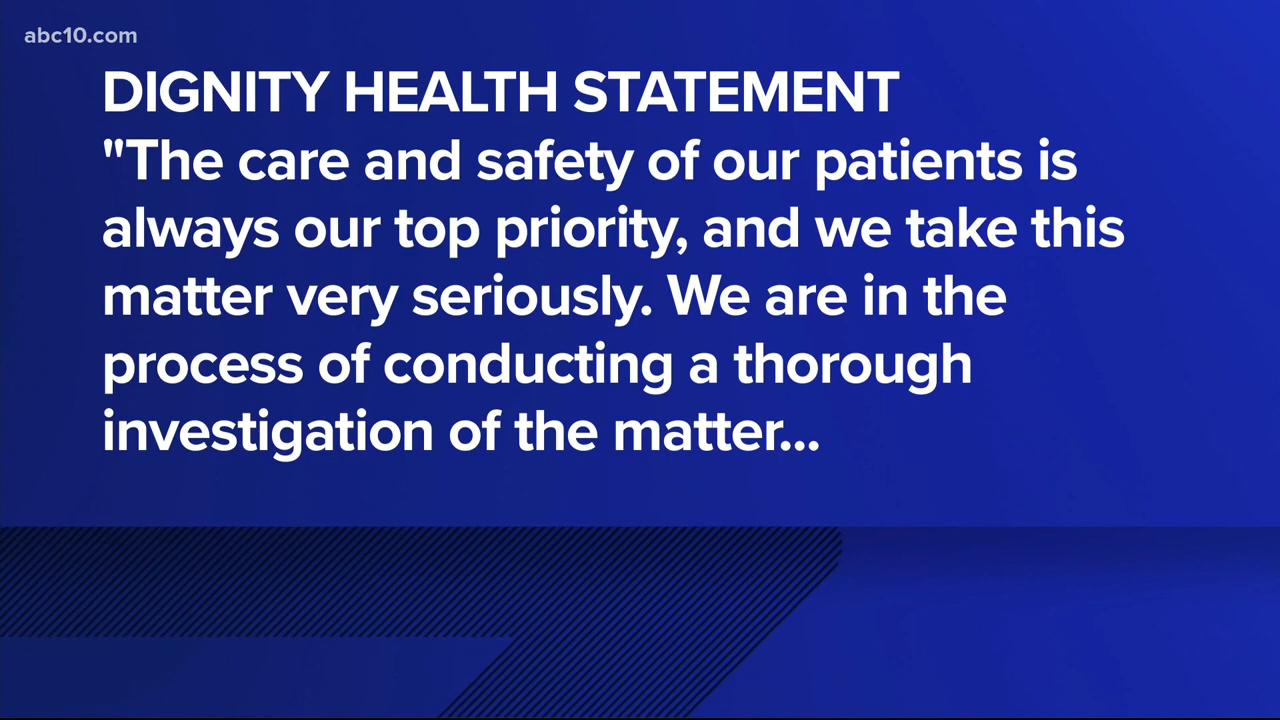 abc10.com
DIGNITY HEALTH STATEMENT
"The care and safety of our patients is
always our top priority, and we take this
matter very seriously. We are in the
process of conducting a thorough
investigation of the matter...